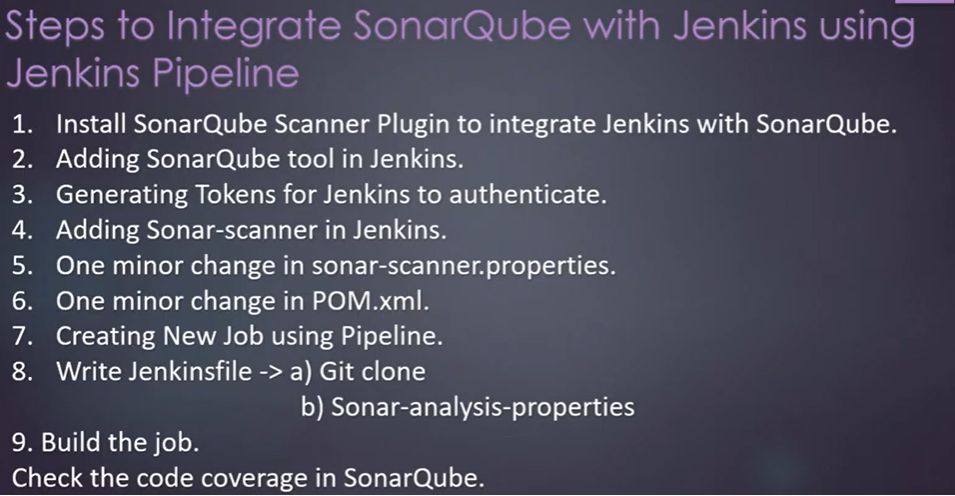 Steps to Integrate SonarQube with Jenkins using
Jenkins Pipeline
1. Install SonarQube Scanner Plugin to integrate Jenkins with SonarQube.
2. Adding SonarQube tool in Jenkins.
3. Generating Tokens for Jenkins to authenticate.
4. Adding Sonar-scanner in Jenkins.
5. One minor change in sonar-scanner.properties.
6. One minor change in POM.xml.
7. Creating New Job using Pipeline.
8. Write Jenkinsfile -> a) Git clone
b) Sonar-analysis-properties
9. Build the job.
Check the code coverage in SonarQube.